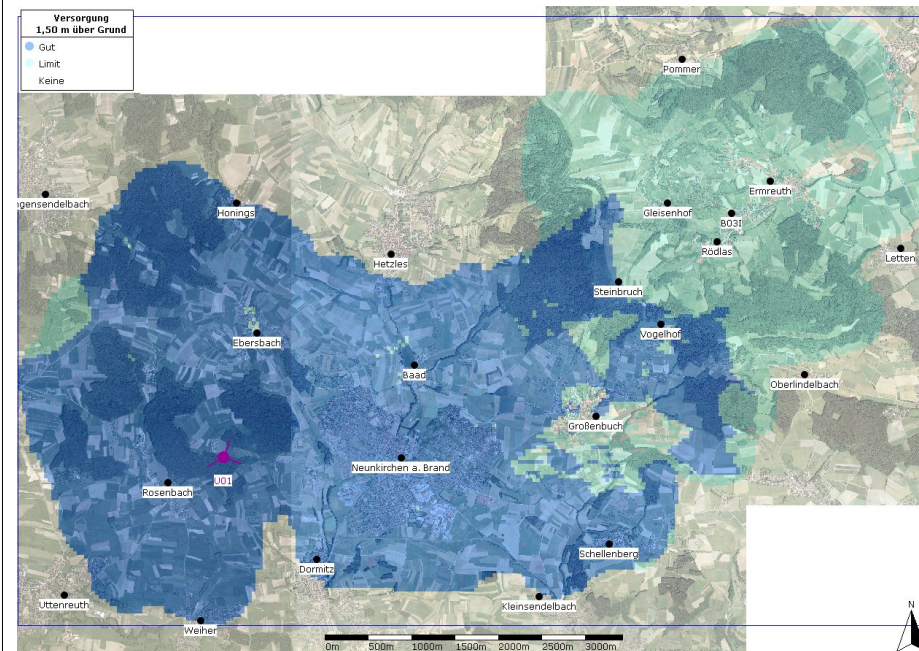 Versorgung
1,50 m über Grund
Gut
Limit
Keine
Pommer
Ermreuth
ngensendelbach
Honings
Gleisenhof
B03I
Rödlas
Hetzles
Letten
Steinbruch
Vogelhof
Ebersbach
Baad
Oberlindelbach
Großenbuch
Neunkirchen a. Brand
U01
Rosenbach
Schellenberg
Dormitz
Uttenreuth
Kleinsendelbach
Weiher
N
0m 500m 1000m 1500m 2000m 2500m 3000m